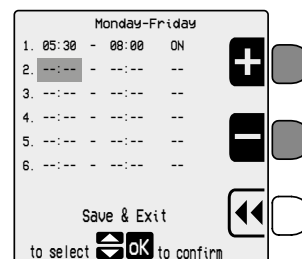 Monday-Friday
1. 05:30 - 08:00 ON
2. --:-- - --:-- --
3. --:-- - --:-- --
4. --:-- - --:-- --
5. --:-- - --:-- --
6. --:-- - --:-- --
Save & Exit
to select OK to confirm